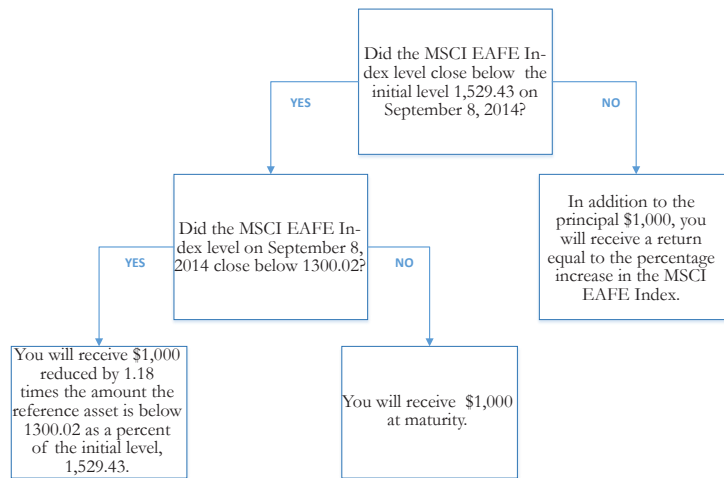 Did the MSCI EAFE In-
dex level close below the
initial level 1,529.43 on
September 8, 2014?
YES
NO
Did the MSCI EAFE In-
dex level on September 8,
2014 close below 1300.02?
In addition to the
principal $1,000, you
will receive a return
equal to the percentage
increase in the MSCI
EAFE Index.
YES
NO
You will receive $1,000
reduced by 1.18
times the amount the
reference asset is below
1300.02 as a percent
of the initial level,
1,529.43.
You will receive $1,000
at maturity.